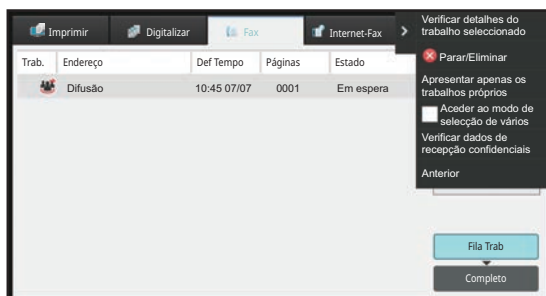 Imprimir
Digitalizar
Fax
Internet-Fax
Trab. Endereço Def Tempo Páginas Estado
Difusão 10:45 07/07 0001 Em espera
Verificar detalhes do
trabalho seleccionado
Parar/Eliminar
Apresentar apenas os
trabalhos próprios
Aceder ao modo de
selecção de vários
Verificar dados de
recepção confidenciais
Anterior
Fila Trab
Completo